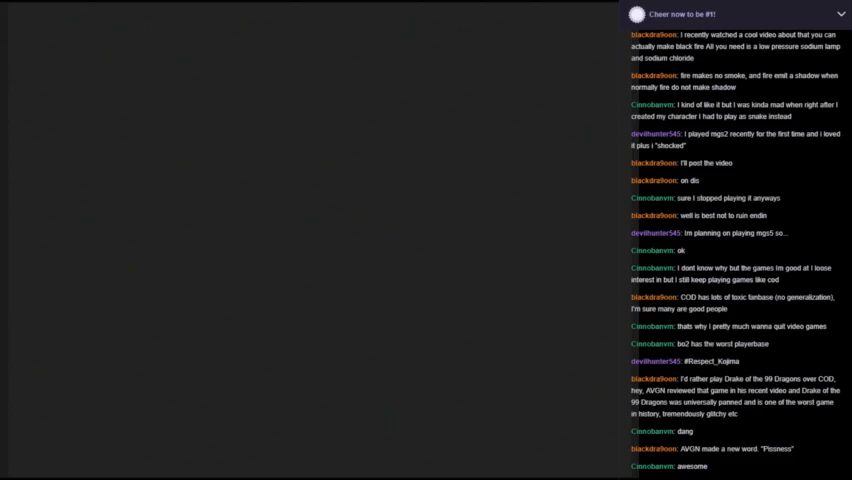 Cheer now to be #1!
blackdra9oon: I recently watched a cool video about that you can
actually make black fire All you need is a low pressure sodium lamp
and sodium chloride
blackdra9oon: fire makes no smoke, and fire emit a shadow when
normally fire do not make shadow
Cinnobanvm: I kind of like it but I was kinda mad when right after I
created my character I had to play as snake instead
devilhunter545: I played mgs2 recently for the first time and i loved
it plus i "shocked"
blackdra9oon: I'll post the video
blackdra9oon: on dis
Cinnobanvm: sure I stopped playing it anyways
blackdra9oon: well is best not to ruin endin
devilhunter545: Im planning on playing mgs5 so...
Cinnobanvm: ok
Cinnobanvm: I dont know why but the games Im good at I loose
interest in but I still keep playing games like cod
blackdra9oon: COD has lots of toxic fanbase (no generalization),
I'm sure many are good people
Cinnobanvm: thats why I pretty much wanna quit video games
Cinnobanvm: bo2 has the worst playerbase
devilhunter545: #Respect_Kojima
blackdra9oon: I'd rather play Drake of the 99 Dragons over COD,
hey, AVGN reviewed that game in his recent video and Drake of the
99 Dragons was universally panned and is one of the worst game
in history, tremendously glitchy etc
Cinnobanvm: dang
blackdra9oon: AVGN made a new word. "Pissness"
Cinnobanvm: awesome